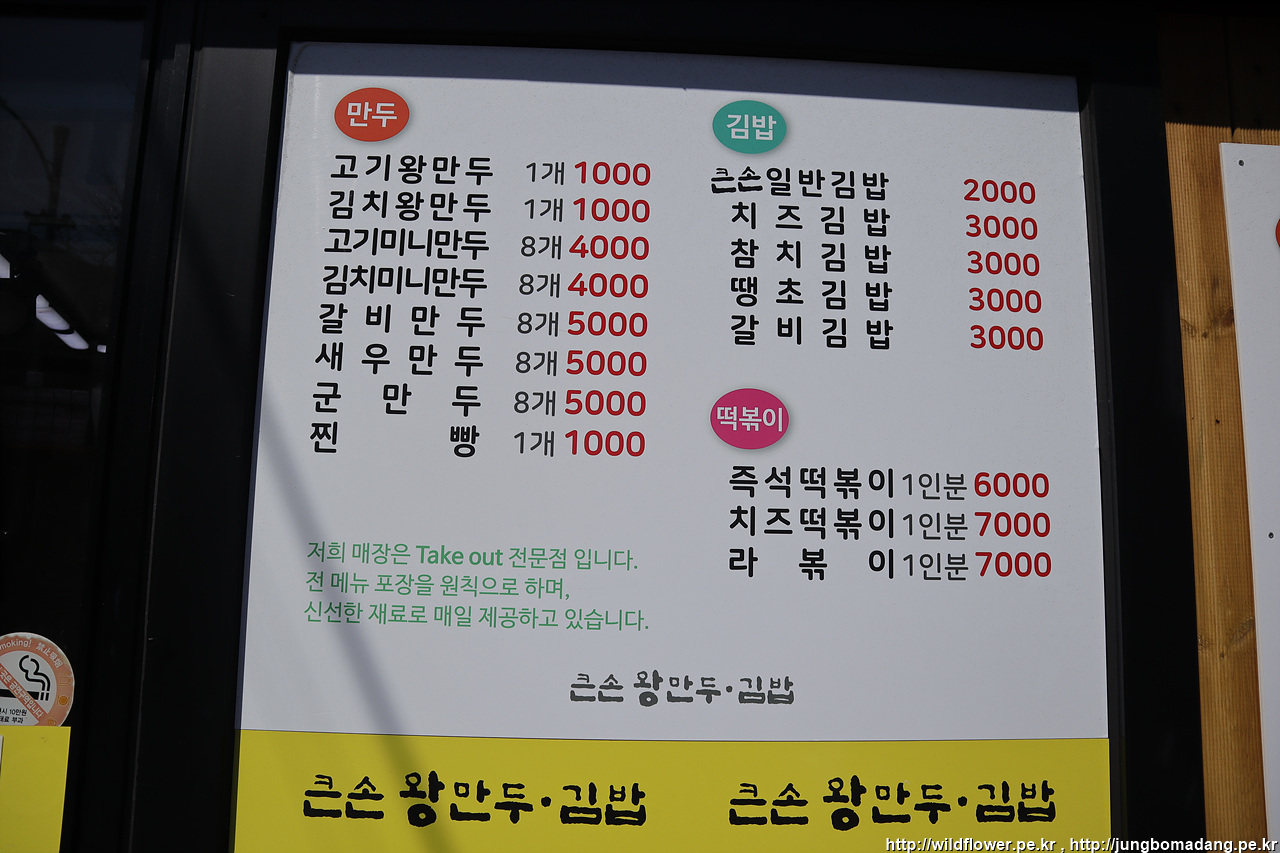 만두
고기왕만두 1개 1000
김치왕만두 1개 1000
고기미니만두 8개 4000
김치미니만두 8개 4000
갈비만두 8개 5000
새우만두 8개 5000
군만두 8개 5000
찐빵 1개 1000
김밥
큰손일반김밥 2000
치즈김밥 3000
참치김밥 3000
땡초김밥 3000
갈비김밥 3000
떡볶이
즉석떡볶이 1인분 6000
치즈떡볶이 1인분 7000
라볶이 1인분 7000
저희 매장은 Take out 전문점 입니다.
전 메뉴 포장을 원칙으로 하며,
신선한 재료로 매일 제공하고 있습니다.
큰손 왕만두·김밥
큰손 왕만두·김밥 큰손 왕만두·김밥
http://wildflower.pe.kr , http://jungbomadang.pe.kr